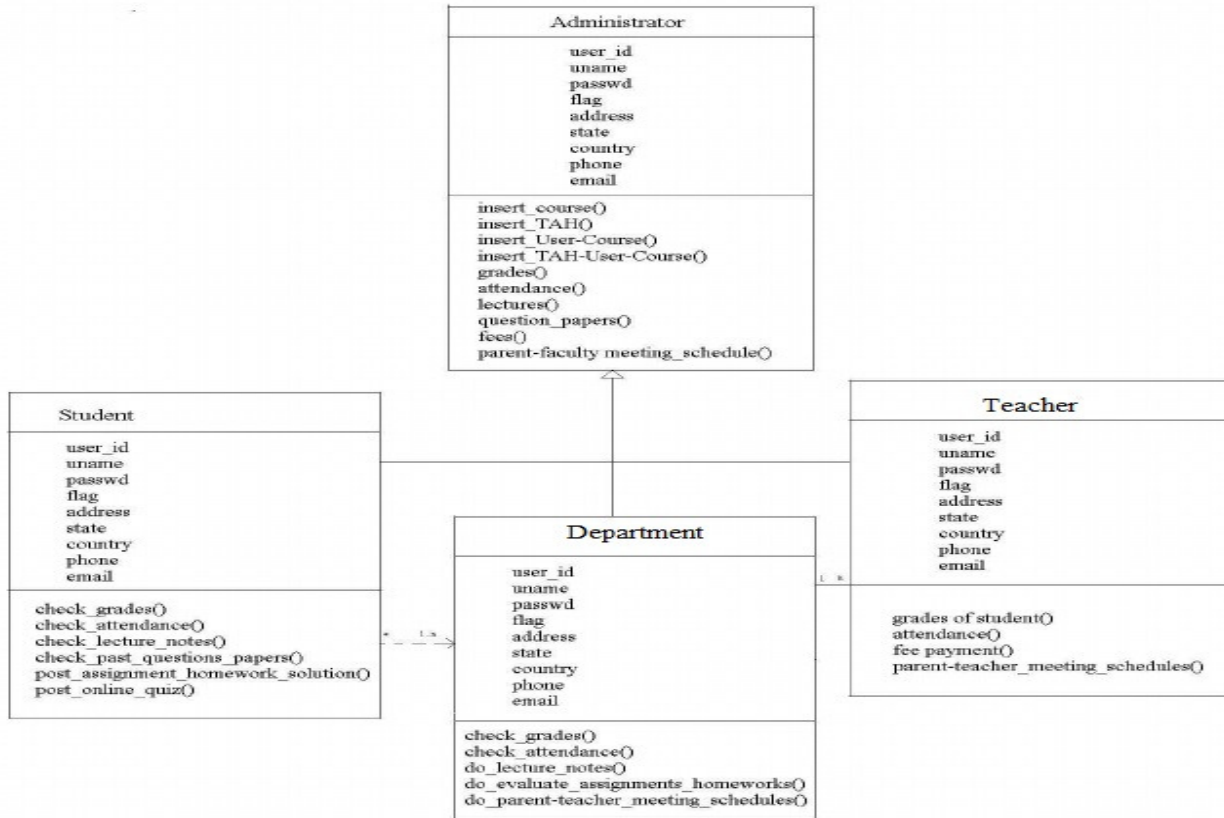 Administrator
user_id
uname
passwd
flag
address
state
country
phone
email
insert_course()
insert_TAH()
insert_User-Course()
insert_TAH-User-Course()
grades()
attendance()
lectures()
question_papers()
fees()
parent-faculty meeting_schedule()
Student
user_id
uname
passwd
flag
address
state
country
phone
email
check_grades()
check_attendance()
check_lecture_notes()
check_past_questions_papers()
post_assignment_homework_solution()
post_online_quiz()
Department
user_id
uname
passwd
flag
address
state
country
phone
email
check_grades()
check_attendance()
do_lecture_notes()
do_evaluate_assignments_homeworks()
do_parent-teacher_meeting_schedules()
Teacher
user_id
uname
passwd
flag
address
state
country
phone
email
grades of student()
attendance()
fee payment()
parent-teacher_meeting_schedules()